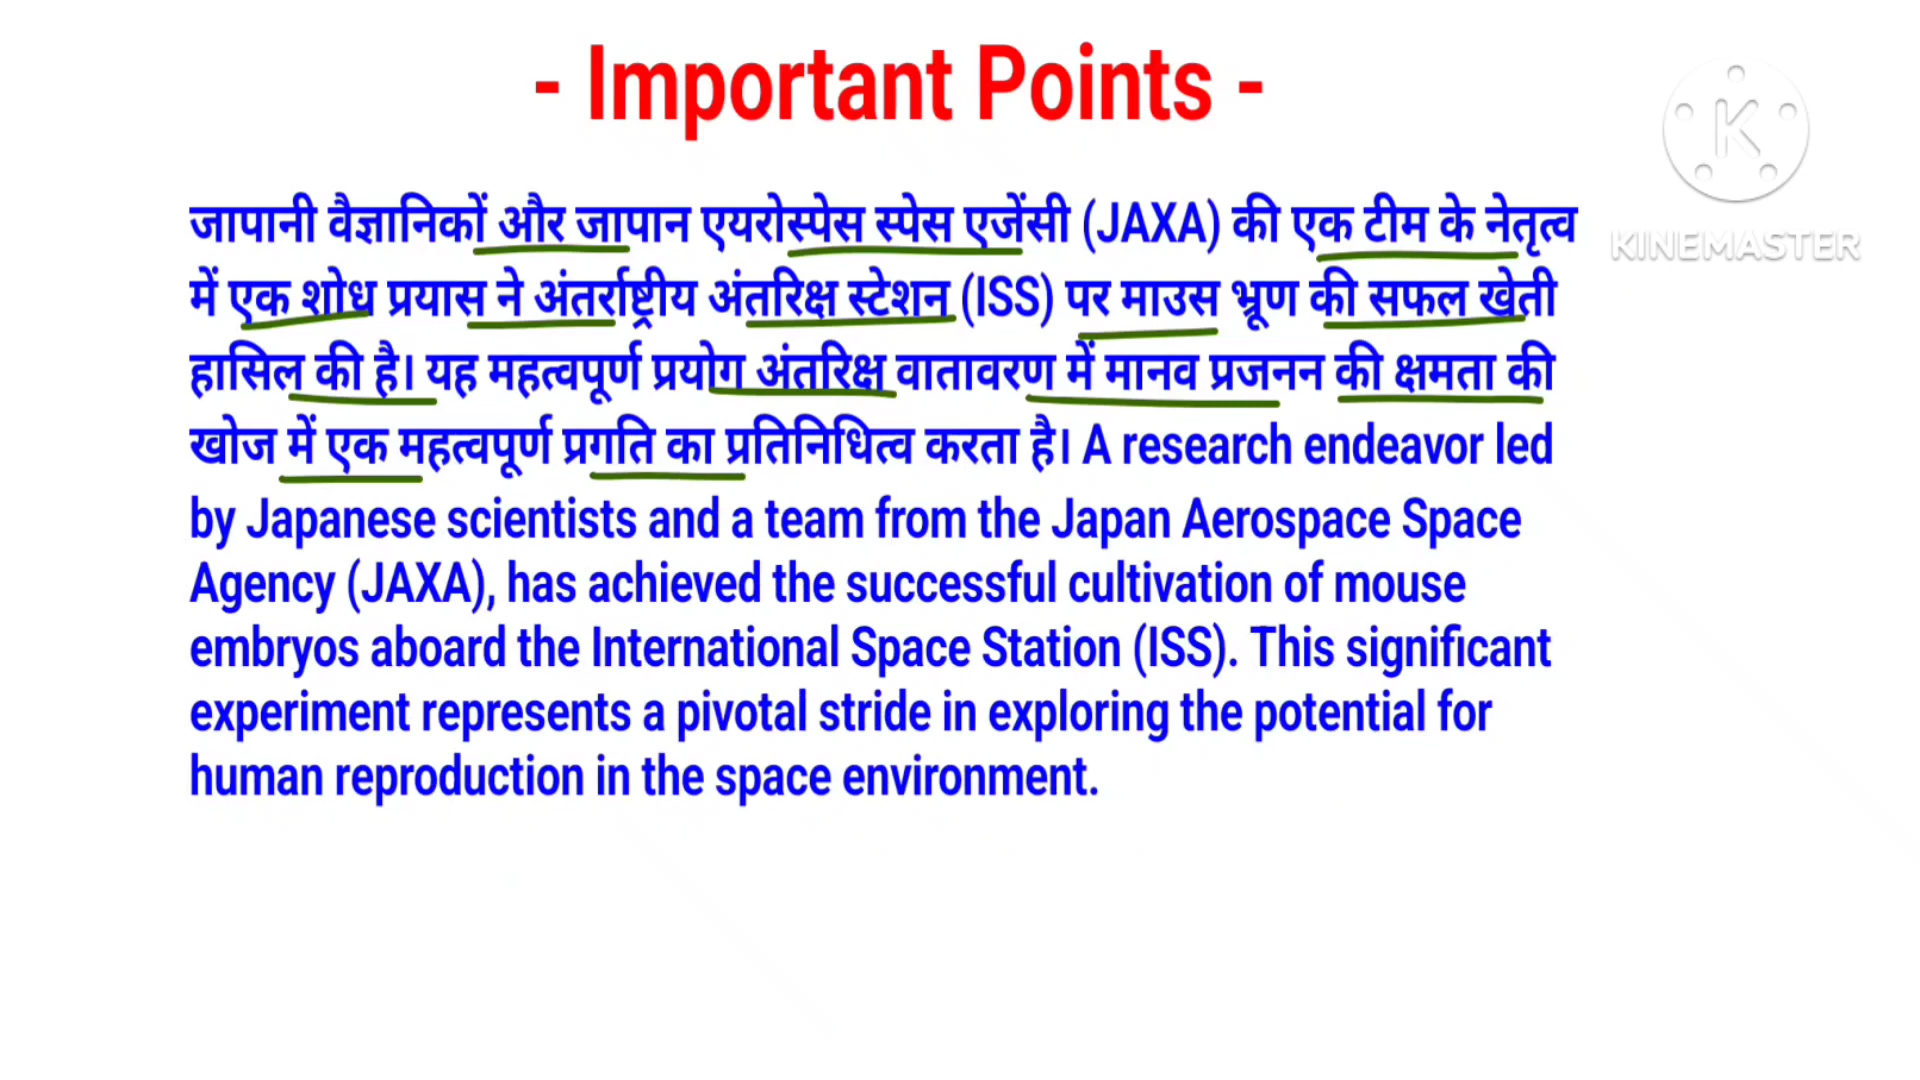 - Important Points -
K
KINEMASTER
जापानी वैज्ञानिकों और जापान एयरोस्पेस स्पेस एजेंसी (JAXA) की एक टीम के नेतृत्व
में एक शोध प्रयास ने अंतर्राष्ट्रीय अंतरिक्ष स्टेशन (ISS) पर माउस भ्रूण की सफल खेती
हासिल की है। यह महत्वपूर्ण प्रयोग अंतरिक्ष वातावरण में मानव प्रजनन की क्षमता की
खोज में एक महत्वपूर्ण प्रगति का प्रतिनिधित्व करता है। A research endeavor led
by Japanese scientists and a team from the Japan Aerospace Space
Agency (JAXA), has achieved the successful cultivation of mouse
embryos aboard the International Space Station (ISS). This significant
experiment represents a pivotal stride in exploring the potential for
human reproduction in the space environment.